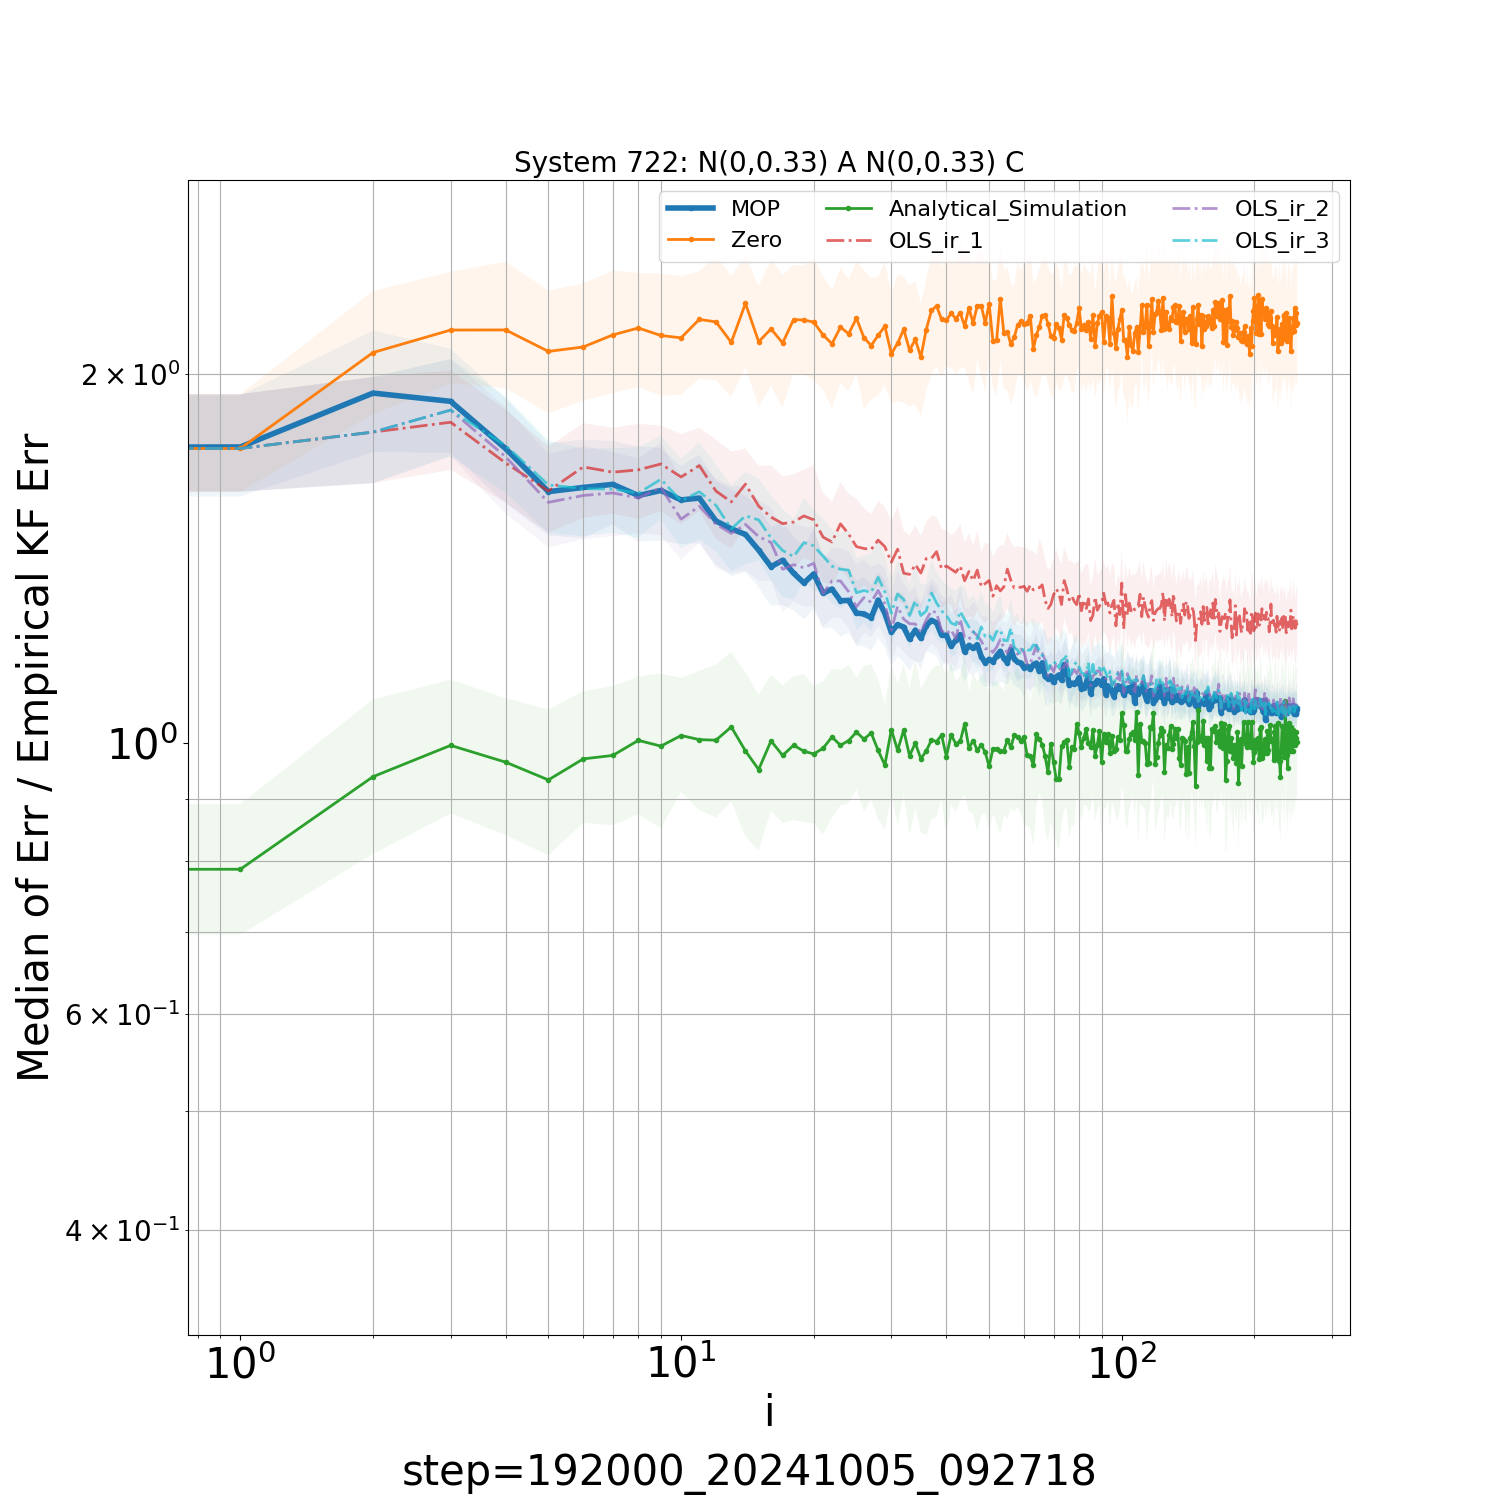 System 722: N(0,0.33) A N(0,0.33) C
MOP
Zero
Analytical_Simulation
OLS_ir_1
OLS_ir_2
OLS_ir_3
Median of Err / Empirical KF Err
2 × 10⁰
10⁰
6 × 10⁻¹
4 × 10⁻¹
10⁰ 10¹ 10²
i
step=192000_20241005_092718